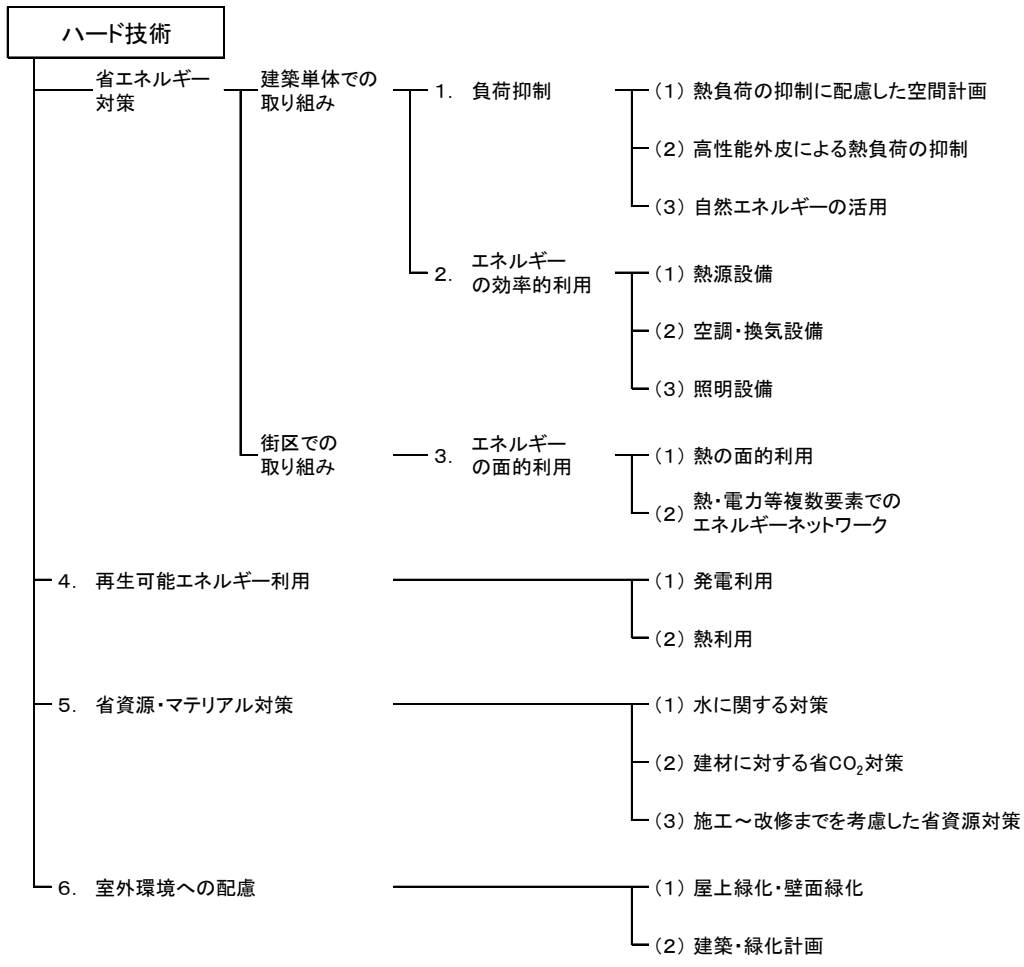 ハード技術
省エネルギー
対策
建築単体での
取り組み
1. 負荷抑制
(1) 熱負荷の抑制に配慮した空間計画
(2) 高性能外皮による熱負荷の抑制
(3) 自然エネルギーの活用
2. エネルギー
の効率的利用
(1) 熱源設備
(2) 空調・換気設備
(3) 照明設備
街区での
取り組み
3. エネルギー
の面的利用
(1) 熱の面的利用
(2) 熱・電力等複数要素での
エネルギーネットワーク
4. 再生可能エネルギー利用
(1) 発電利用
(2) 熱利用
5. 省資源・マテリアル対策
(1) 水に関する対策
(2) 建材に対する省CO₂対策
(3) 施工～改修までを考慮した省資源対策
6. 室外環境への配慮
(1) 屋上緑化・壁面緑化
(2) 建築・緑化計画